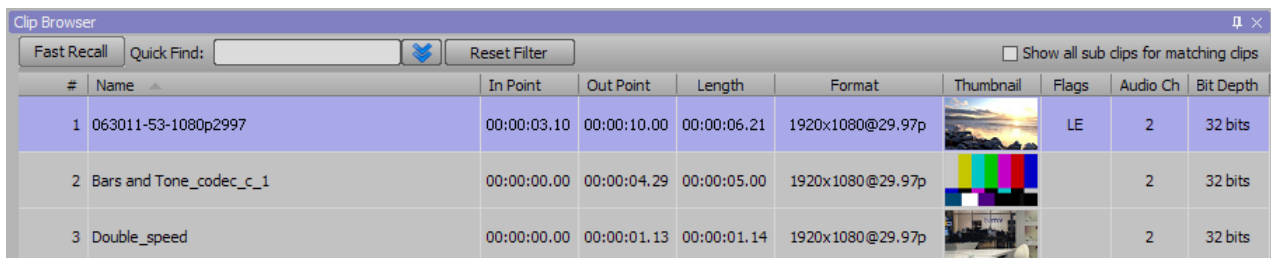 Clip Browser
Fast Recall Quick Find: Reset Filter Show all sub clips for matching clips
# Name In Point Out Point Length Format Thumbnail Flags Audio Ch Bit Depth
1 063011-53-1080p2997 00:00:03.10 00:00:10.00 00:00:06.21 1920x1080@29.97p LE 2 32 bits
2 Bars and Tone_codec_c_1 00:00:00.00 00:00:04.29 00:00:05.00 1920x1080@29.97p 2 32 bits
3 Double_speed 00:00:00.00 00:00:01.13 00:00:01.14 1920x1080@29.97p 2 32 bits